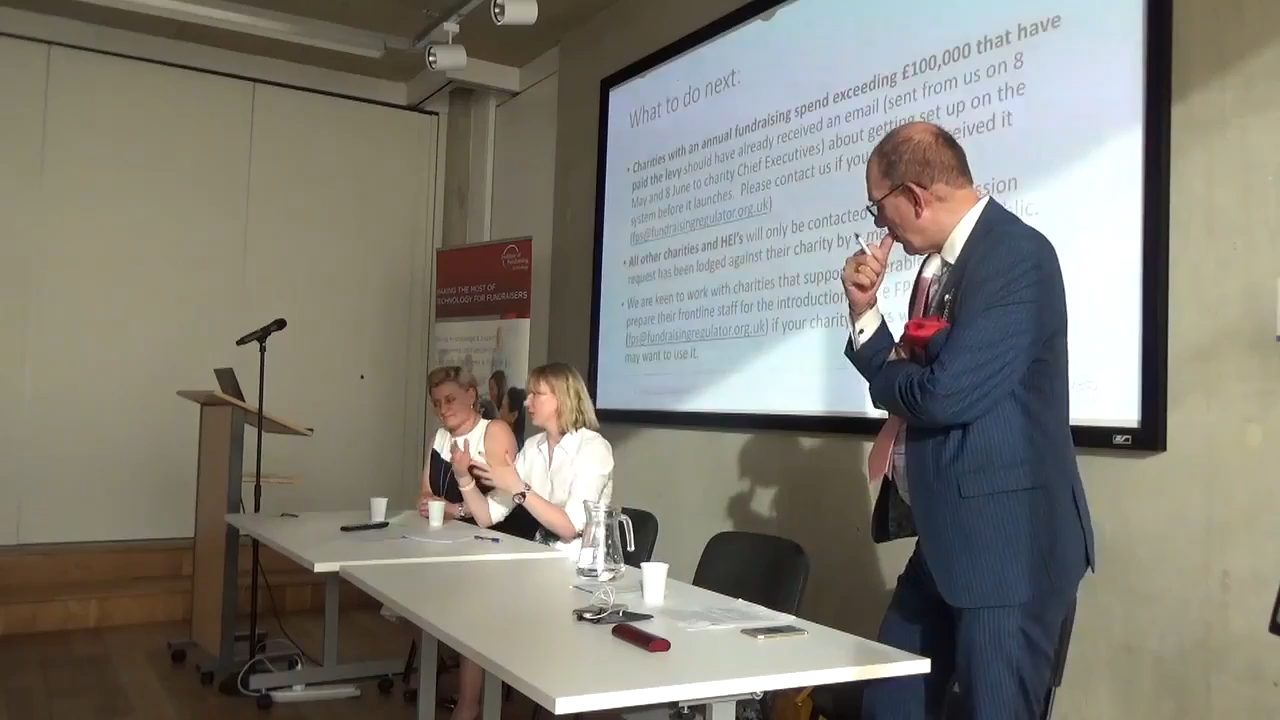 What to do next:
• Charities with an annual fundraising spend exceeding £100,000 that have
paid the levy should have already received an email (sent from us on 8
May and 8 June to charity Chief Executives) about getting set up on the
system before it launches. Please contact us if you
(fps@fundraisingregulator.org.uk)
• All other charities and HEI's will only be contacted
request has been lodged against their charity by
• We are keen to work with charities that
prepare their frontline staff for the introduction
(fps@fundraisingregulator.org.uk) if your charity
may want to use it.
Institute of
Fundraising
MAKING THE MOST OF
TECHNOLOGY FOR FUNDRAISERS